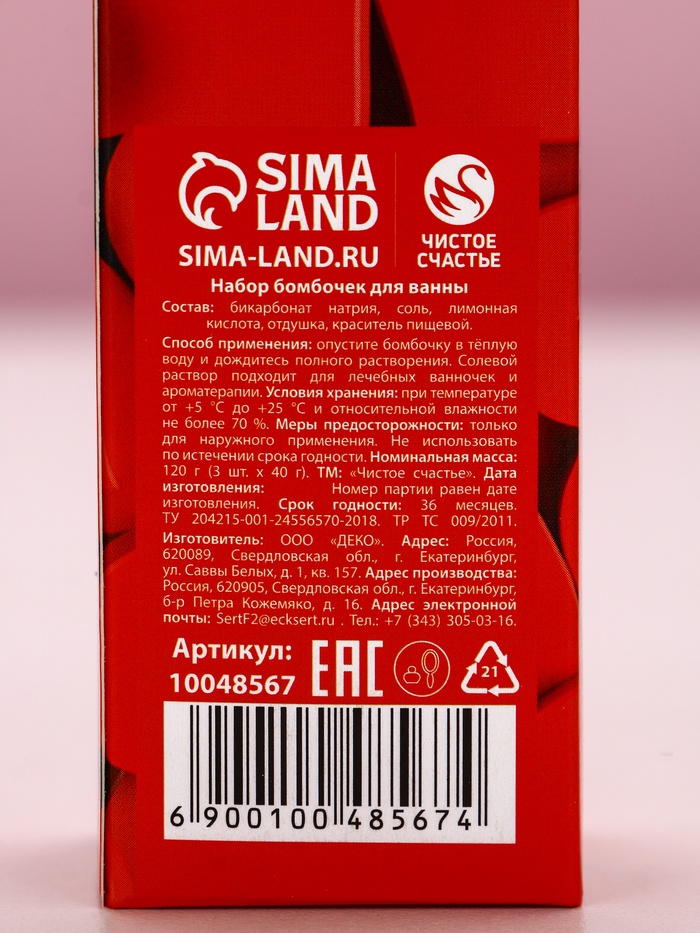 SIMA
LAND
SIMA-LAND.RU
ЧИСТОЕ
СЧАСТЬЕ
Набор бомбочек для ванны
Состав: бикарбонат натрия, соль, лимонная
кислота, отдушка, краситель пищевой.
Способ применения: опустите бомбочку в тёплую
воду и дождитесь полного растворения. Солевой
раствор подходит для лечебных ванночек и
ароматерапии. Условия хранения: при температуре
от +5 °С до +25 °С и относительной влажности
не более 70 %. Меры предосторожности: только
для наружного применения. Не использовать
по истечении срока годности. Номинальная масса:
120 г (3 шт. х 40 г). ТМ: «Чистое счастье». Дата
изготовления: Номер партии равен дате
изготовления. Срок годности: 36 месяцев.
ТУ 204215-001-24556570-2018. ТР ТС 009/2011.
Изготовитель: ООО «ДЕКО». Адрес: Россия,
620089, Свердловская обл., г. Екатеринбург,
ул. Саввы Белых, д. 1, кв. 157. Адрес производства:
Россия, 620905, Свердловская обл., г. Екатеринбург,
б-р Петра Кожемяко, д. 16. Адрес электронной
почты: SertF2@ecksert.ru . Тел.: +7 (343) 305-03-16.
Артикул:
10048567
EAC
21
6 900100 485674